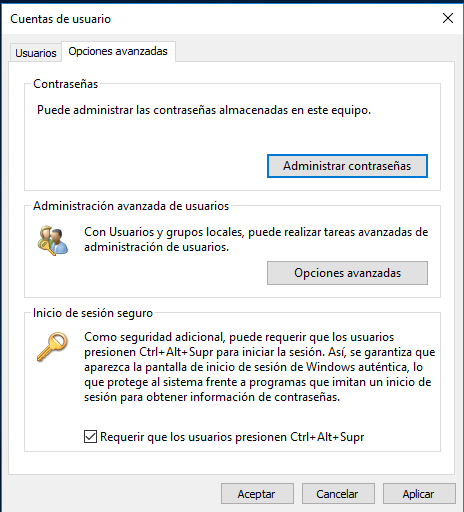 Cuentas de usuario
Usuarios
Opciones avanzadas
Contraseñas
Puede administrar las contraseñas almacenadas en este equipo.
Administrar contraseñas
Administración avanzada de usuarios
Con Usuarios y grupos locales, puede realizar tareas avanzadas de
administración de usuarios.
Opciones avanzadas
Inicio de sesión seguro
Como seguridad adicional, puede requerir que los usuarios
presionen Ctrl+Alt+Supr para iniciar la sesión. Así, se garantiza que
aparezca la pantalla de inicio de sesión de Windows auténtica, lo
que protege al sistema frente a programas que imitan un inicio de
sesión para obtener información de contraseñas.
Requerir que los usuarios presionen Ctrl+Alt+Supr
Aceptar
Cancelar
Aplicar